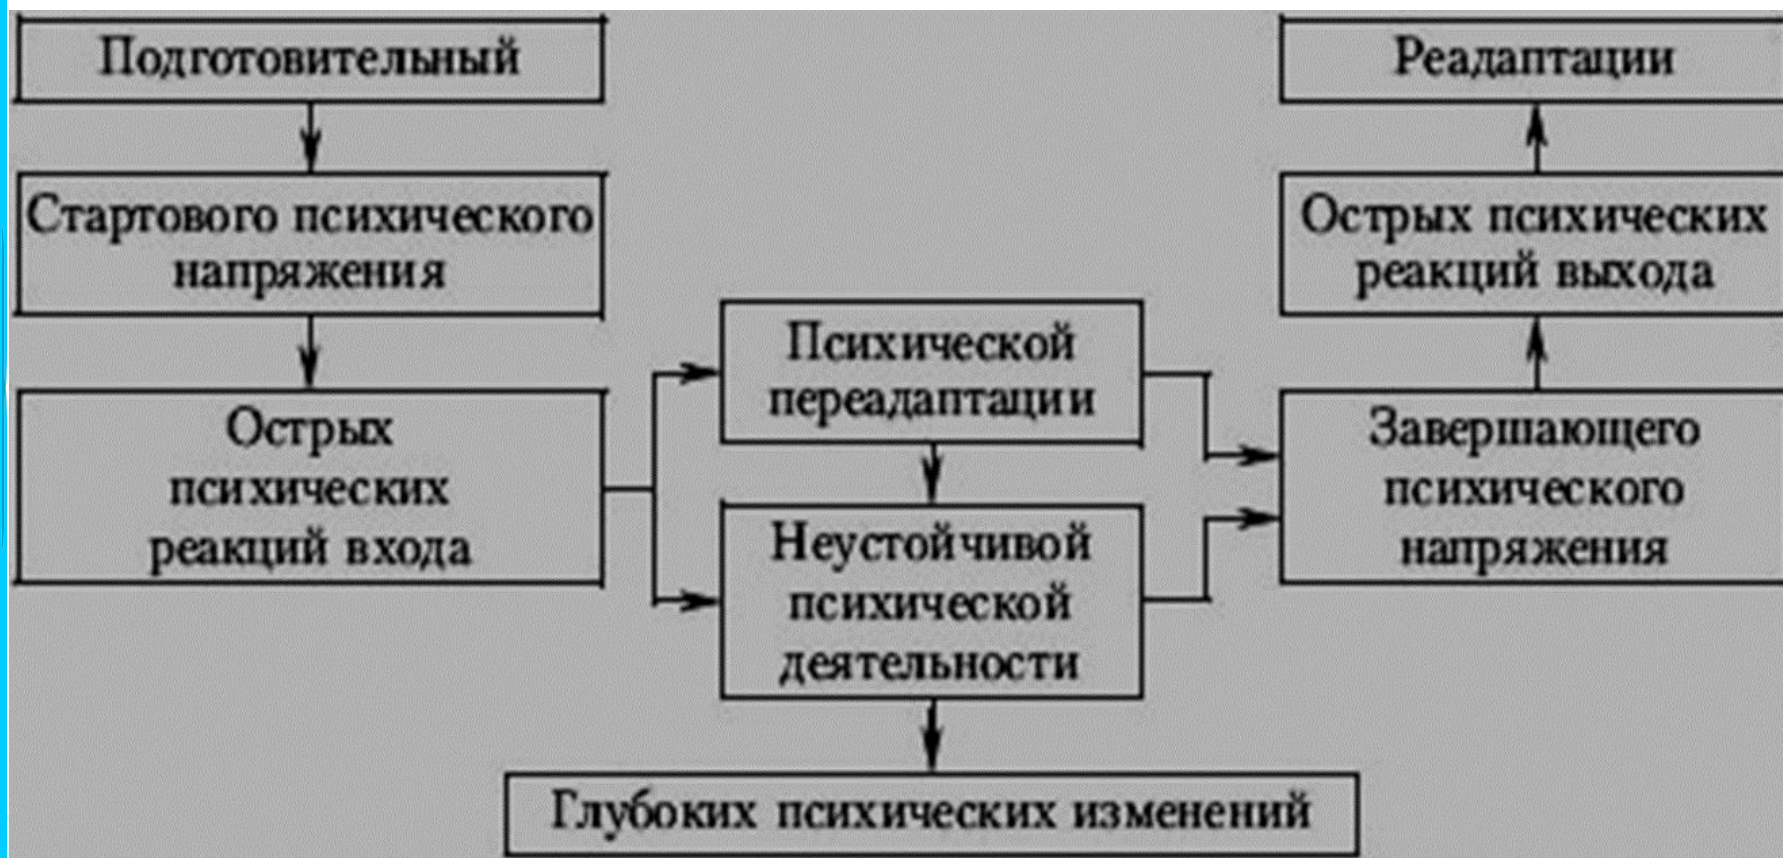 Подготовительный
Стартового психического
напряжения
Острых
психических
реакций входа
Психической
переадаптации
Неустойчивой
психической
деятельности
Глубоких психических изменений
Завершающего
психического
напряжения
Острых психических
реакций выхода
Реадаптации